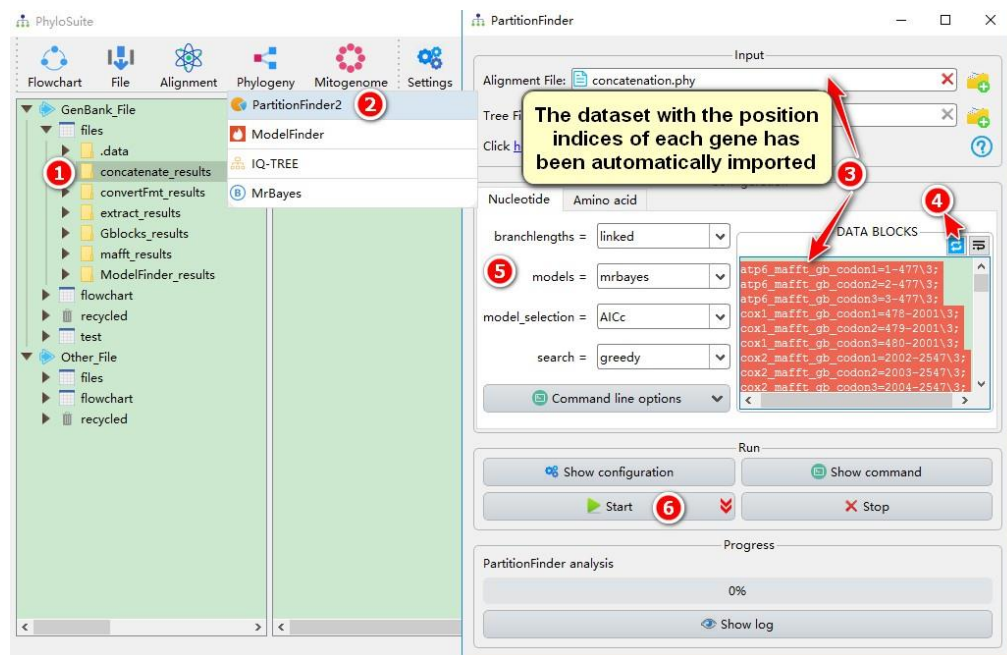 PhyloSuite
Flowchart File Alignment Phylogeny Mitogenome Settings
GenBank_File
files
.data
concatenate_results
convertFmt_results
extract_results
Gblocks_results
mafft_results
ModelFinder_results
flowchart
recycled
test
Other_File
files
flowchart
recycled
1
PartitionFinder2 2
ModelFinder
IQ-TREE
MrBayes
PartitionFinder
Input
Alignment File: concatenation.phy
Tree Fi
Click h
The dataset with the position
indices of each gene has
been automatically imported
3
4
Nucleotide Amino acid
branchlengths = linked
5
models = mrbayes
model_selection = AICc
search = greedy
Command line options
DATA BLOCKS
atp6_mafft_gb_codon1=1-477\3;
atp6_mafft_gb_codon2=2-477\3;
atp6_mafft_gb_codon3=3-477\3;
cox1_mafft_gb_codon1=478-2001\3;
cox1_mafft_gb_codon2=479-2001\3;
cox1_mafft_gb_codon3=480-2001\3;
cox2_mafft_gb_codon1=2002-2547\3;
cox2_mafft_gb_codon2=2003-2547\3;
cox2_mafft_gb_codon3=2004-2547\3;
Run
Show configuration Show command
Start 6 Stop
Progress
PartitionFinder analysis
0%
Show log